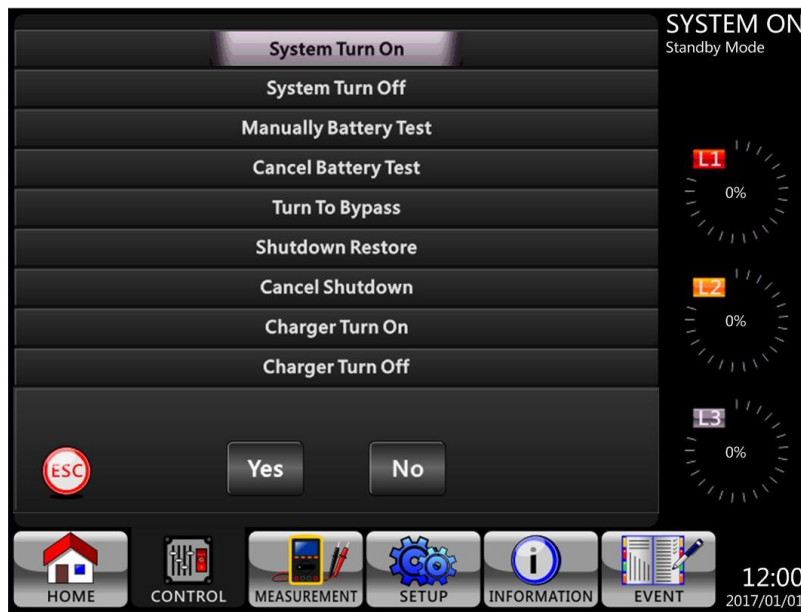 SYSTEM ON
Standby Mode
System Turn On
System Turn Off
Manually Battery Test
Cancel Battery Test
Turn To Bypass
Shutdown Restore
Cancel Shutdown
Charger Turn On
Charger Turn Off
L1
0%
L2
0%
L3
0%
ESC
Yes
No
HOME
CONTROL
MEASUREMENT
SETUP
INFORMATION
EVENT
12:00
2017/01/01